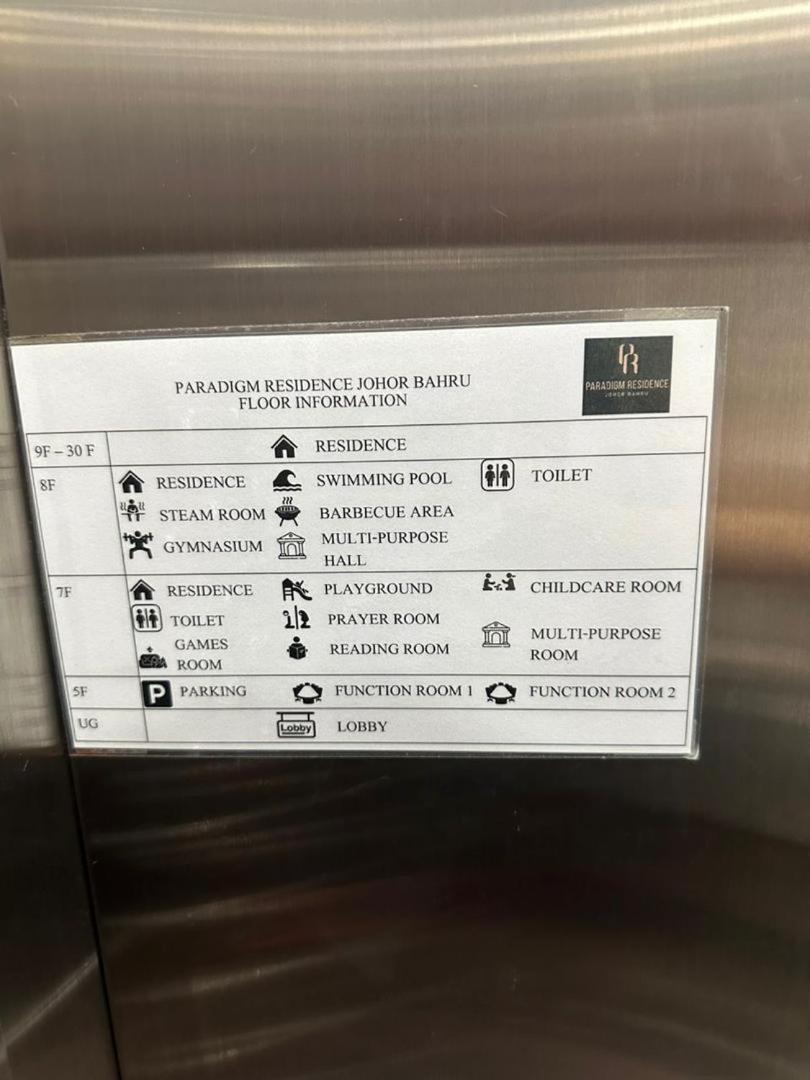 PARADIGM RESIDENCE JOHOR BAHRU
FLOOR INFORMATION
PR
PARADIGM RESIDENCE
JOHOR BAHRU
9F – 30 F RESIDENCE
8F RESIDENCE SWIMMING POOL TOILET
STEAM ROOM BARBECUE AREA
GYMNASIUM MULTI-PURPOSE
HALL
7F RESIDENCE PLAYGROUND CHILDCARE ROOM
TOILET PRAYER ROOM
GAMES
ROOM READING ROOM MULTI-PURPOSE
ROOM
5F P PARKING FUNCTION ROOM 1 FUNCTION ROOM 2
UG Lobby LOBBY